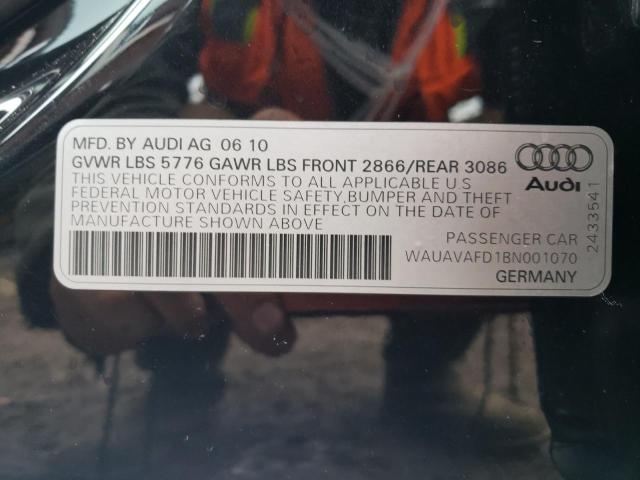 MFD. BY AUDI AG 06 10
GVWR LBS 5776 GAWR LBS FRONT 2866/REAR 3086
THIS VEHICLE CONFORMS TO ALL APPLICABLE U.S
FEDERAL MOTOR VEHICLE SAFETY,BUMPER AND THEFT
PREVENTION STANDARDS IN EFFECT ON THE DATE OF
MANUFACTURE SHOWN ABOVE
Audi
2433541
PASSENGER CAR
WAUAVAFD1BN001070
GERMANY